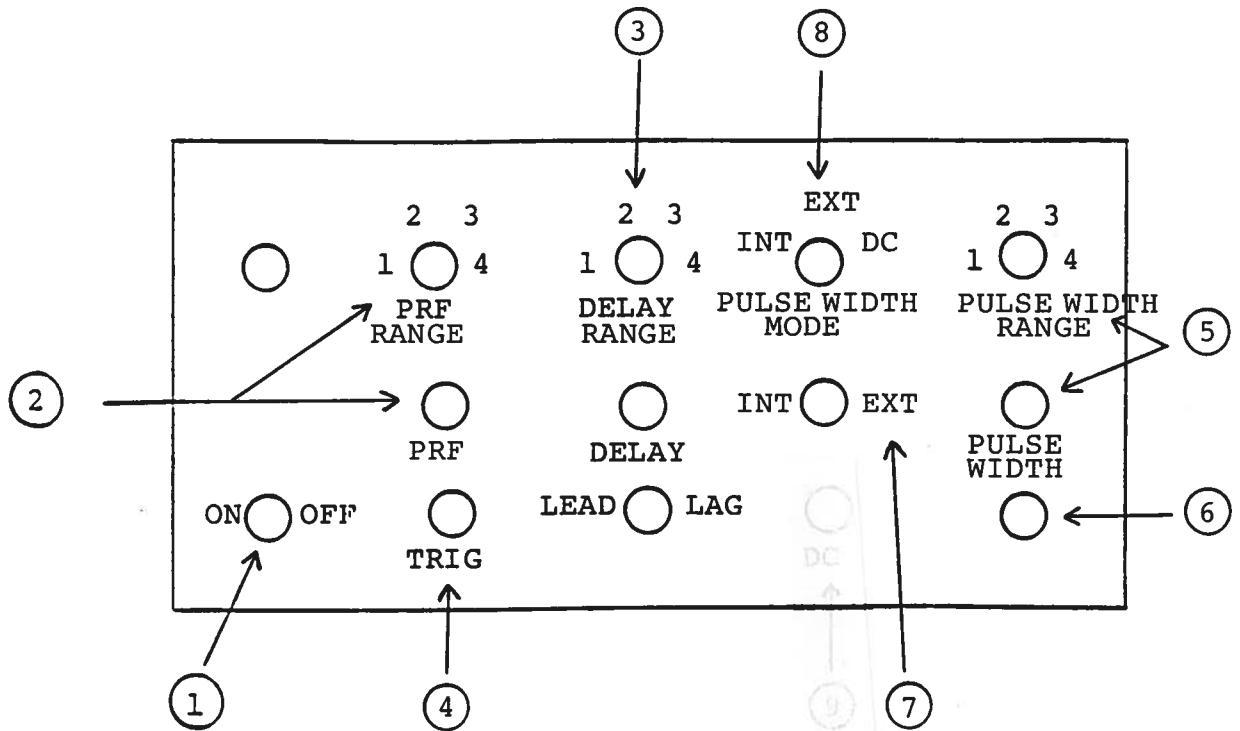 3 8
2 3 2 3 EXT 2 3
1 4 1 4 INT DC 1 4
PRF DELAY PULSE WIDTH PULSE WIDTH
RANGE RANGE MODE RANGE
5
2
INT EXT
PRF DELAY PULSE
WIDTH
ON OFF LEAD LAG
6
TRIG DC
1 4 9 7